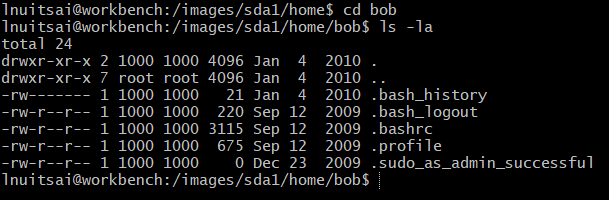 lnuitsai@workbench:/images/sda1/home$ cd bob
lnuitsai@workbench:/images/sda1/home/bob$ ls -la
total 24
drwxr-xr-x 2 1000 1000 4096 Jan  4  2010 .
drwxr-xr-x 7 root root 4096 Jan  4  2010 ..
-rw------- 1 1000 1000   21 Jan  4  2010 .bash_history
-rw-r--r-- 1 1000 1000  220 Sep 12  2009 .bash_logout
-rw-r--r-- 1 1000 1000 3115 Sep 12  2009 .bashrc
-rw-r--r-- 1 1000 1000  675 Sep 12  2009 .profile
-rw-r--r-- 1 1000 1000    0 Dec 23  2009 .sudo_as_admin_successful
lnuitsai@workbench:/images/sda1/home/bob$